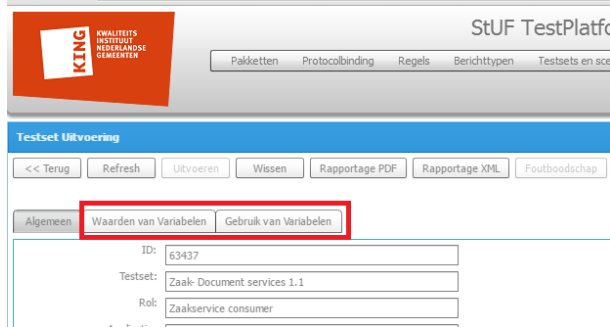 KING
KWALITEITS
INSTITUUT
NEDERLANDSE
GEMEENTEN
StUF TestPlatfo
Pakketten Protocolbinding Regels Berichttypen Testsets en sce
Testset Uitvoering
<< Terug Refresh Uitvoeren Wissen Rapportage PDF Rapportage XML Foutboodschap
Algemeen Waarden van Variabelen Gebruik van Variabelen
ID: 63437
Testset: Zaak- Document services 1.1
Rol: Zaakservice consumer